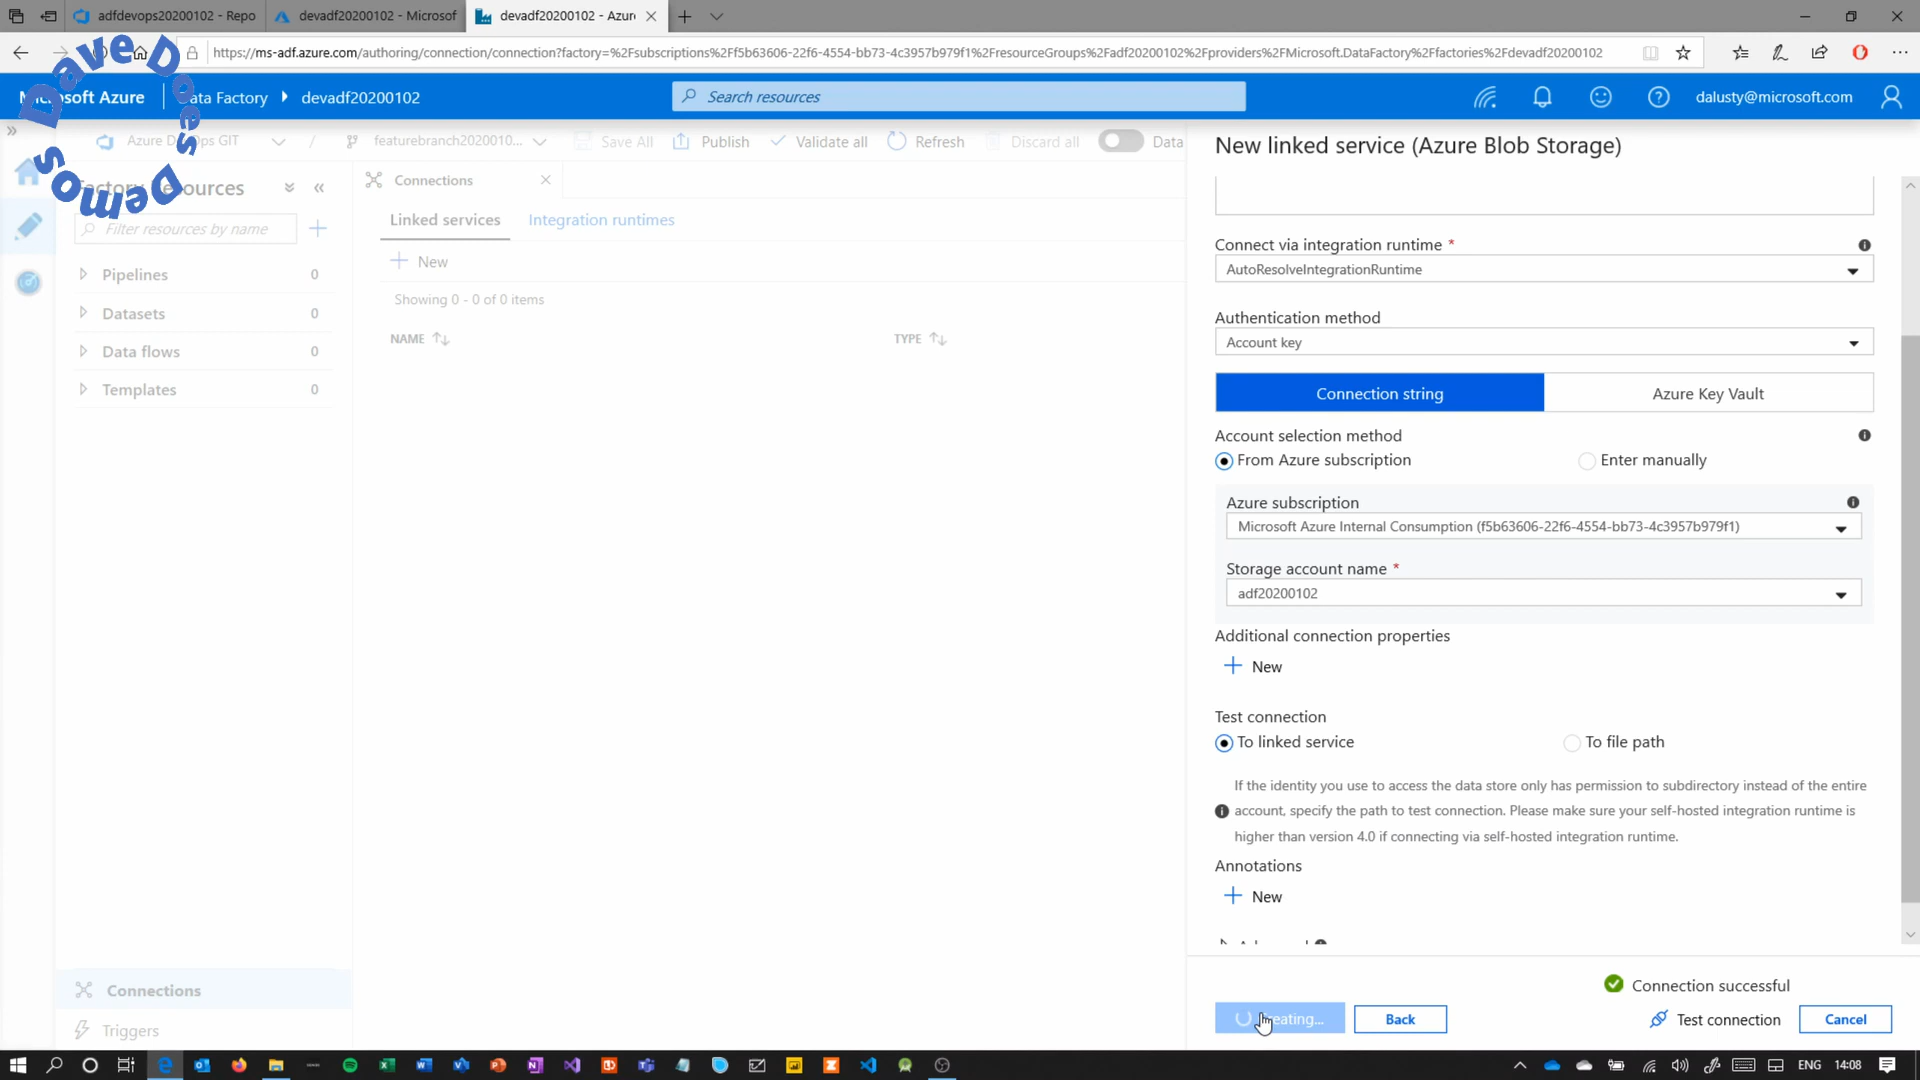 adfdevops20200102 - Repo
devadf20200102 - Microsof
devadf20200102 - Azur
https://ms-adf.azure.com/authoring/connection/connection?factory=%2Fsubscriptions%2Ff5b63606-22f6-4554-bb73-4c3957b979f1%2FresourceGroups%2Fadf20200102%2Fproviders%2FMicrosoft.DataFactory%2Ffactories%2Fdevadf20200102
DaveDoesDemos
Microsoft Azure
Data Factory
devadf20200102
Search resources
dalusty@microsoft.com
Azure DevOps GIT
/
featurebranch2020010...
Save All
Publish
Validate all
Refresh
Discard all
Data
Factory Resources
Filter resources by name
Pipelines 0
Datasets 0
Data flows 0
Templates 0
Connections
Triggers
Connections
Linked services
Integration runtimes
New
Showing 0 - 0 of 0 items
NAME
TYPE
New linked service (Azure Blob Storage)
Connect via integration runtime *
AutoResolveIntegrationRuntime
Authentication method
Account key
Connection string
Azure Key Vault
Account selection method
From Azure subscription
Enter manually
Azure subscription
Microsoft Azure Internal Consumption (f5b63606-22f6-4554-bb73-4c3957b979f1)
Storage account name *
adf20200102
Additional connection properties
New
Test connection
To linked service
To file path
If the identity you use to access the data store only has permission to subdirectory instead of the entire
account, specify the path to test connection. Please make sure your self-hosted integration runtime is
higher than version 4.0 if connecting via self-hosted integration runtime.
Annotations
New
Connection successful
Back
Test connection
Cancel
ENG
14:08